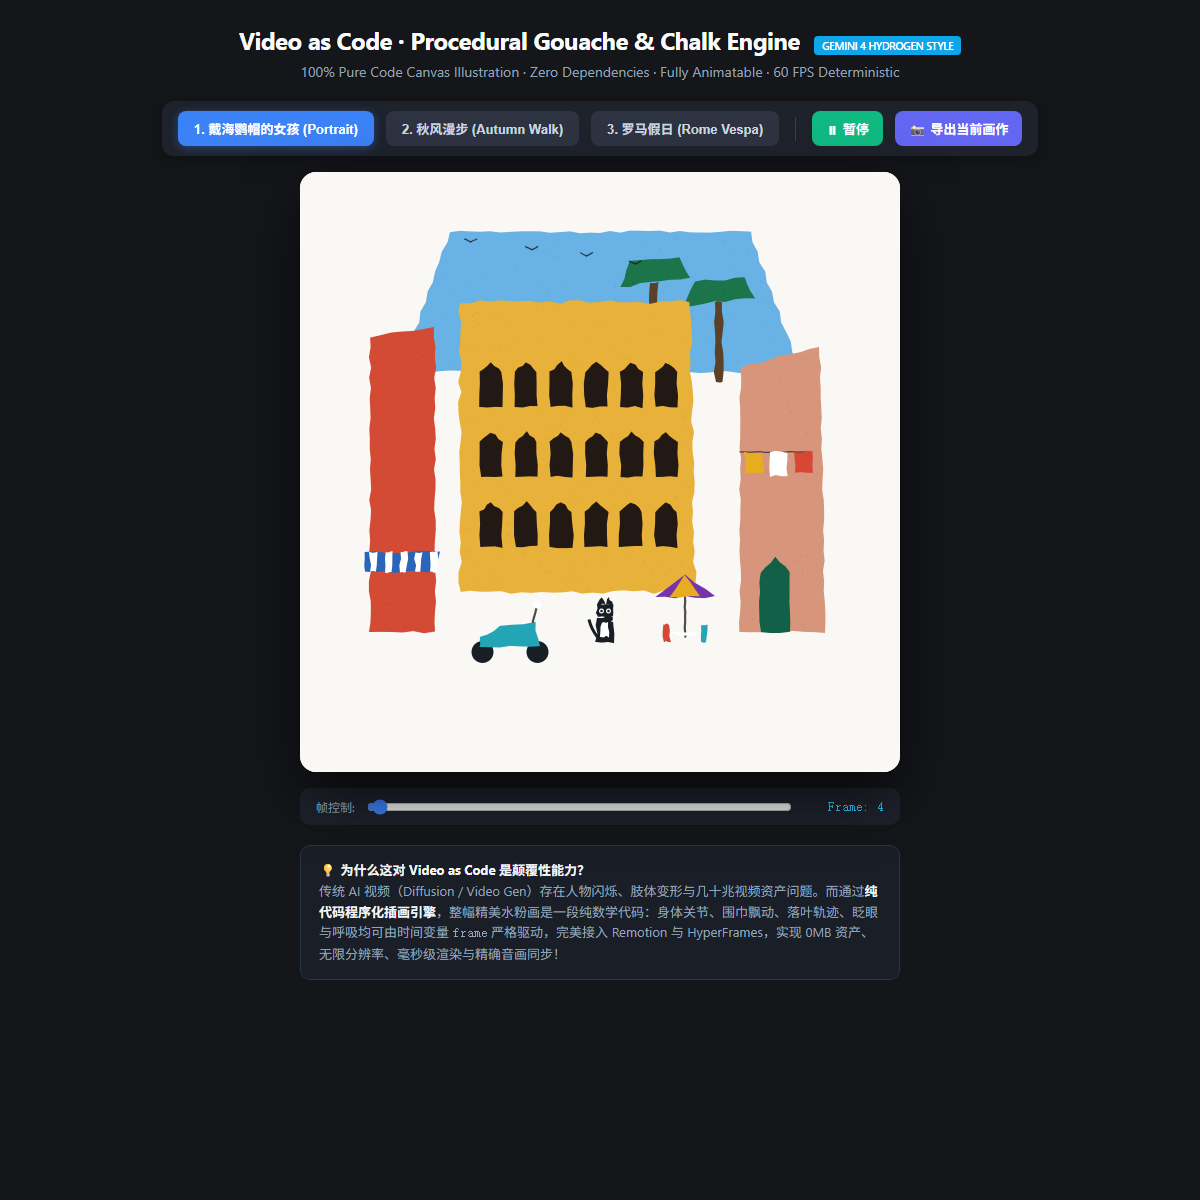 Video as Code · Procedural Gouache & Chalk Engine GEMINI 4 HYDROGEN STYLE
100% Pure Code Canvas Illustration · Zero Dependencies · Fully Animatable · 60 FPS Deterministic
1. 戴海鹦帽的女孩 (Portrait) 2. 秋风漫步 (Autumn Walk) 3. 罗马假日 (Rome Vespa) ⏸ 暂停 📷 导出当前画作
帧控制: Frame: 4
💡 为什么这对 Video as Code 是颠覆性能力?
传统 AI 视频（Diffusion / Video Gen）存在人物闪烁、肢体变形与几十兆视频资产问题。而通过纯
代码程序化插画引擎，整幅精美水粉画是一段纯数学代码：身体关节、围巾飘动、落叶轨迹、眨眼
与呼吸均可由时间变量 frame 严格驱动，完美接入 Remotion 与 HyperFrames，实现 0MB 资产、
无限分辨率、毫秒级渲染与精确音画同步！